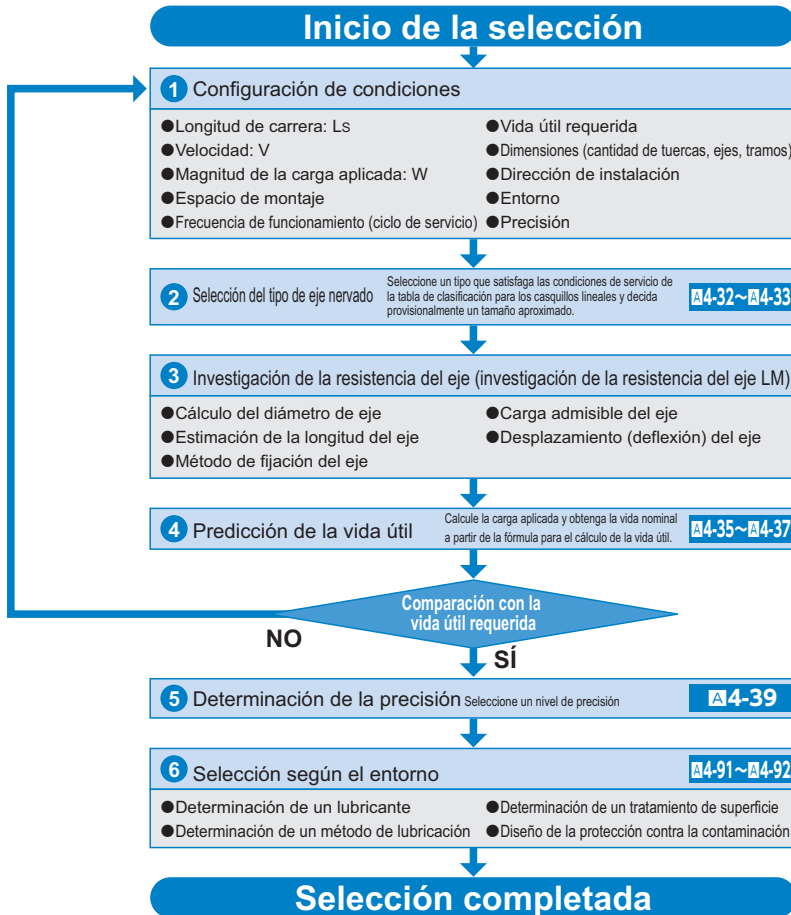 Inicio de la selección
1 Configuración de condiciones
●Longitud de carrera: Ls
●Velocidad: V
●Magnitud de la carga aplicada: W
●Espacio de montaje
●Frecuencia de funcionamiento (ciclo de servicio)
●Vida útil requerida
●Dimensiones (cantidad de tuercas, ejes, tramos)
●Dirección de instalación
●Entorno
●Precisión
2 Selección del tipo de eje nervado
Seleccione un tipo que satisfaga las condiciones de servicio de
la tabla de clasificación para los casquillos lineales y decida
provisionalmente un tamaño aproximado.
A4-32～A4-33
3 Investigación de la resistencia del eje (investigación de la resistencia del eje LM)
●Cálculo del diámetro de eje
●Estimación de la longitud del eje
●Método de fijación del eje
●Carga admisible del eje
●Desplazamiento (deflexión) del eje
4 Predicción de la vida útil
Calcule la carga aplicada y obtenga la vida nominal
a partir de la fórmula para el cálculo de la vida útil.
A4-35～A4-37
Comparación con la
vida útil requerida
NO
SÍ
5 Determinación de la precisión Seleccione un nivel de precisión
A4-39
6 Selección según el entorno
A4-91～A4-92
●Determinación de un lubricante
●Determinación de un método de lubricación
●Determinación de un tratamiento de superficie
●Diseño de la protección contra la contaminación
Selección completada